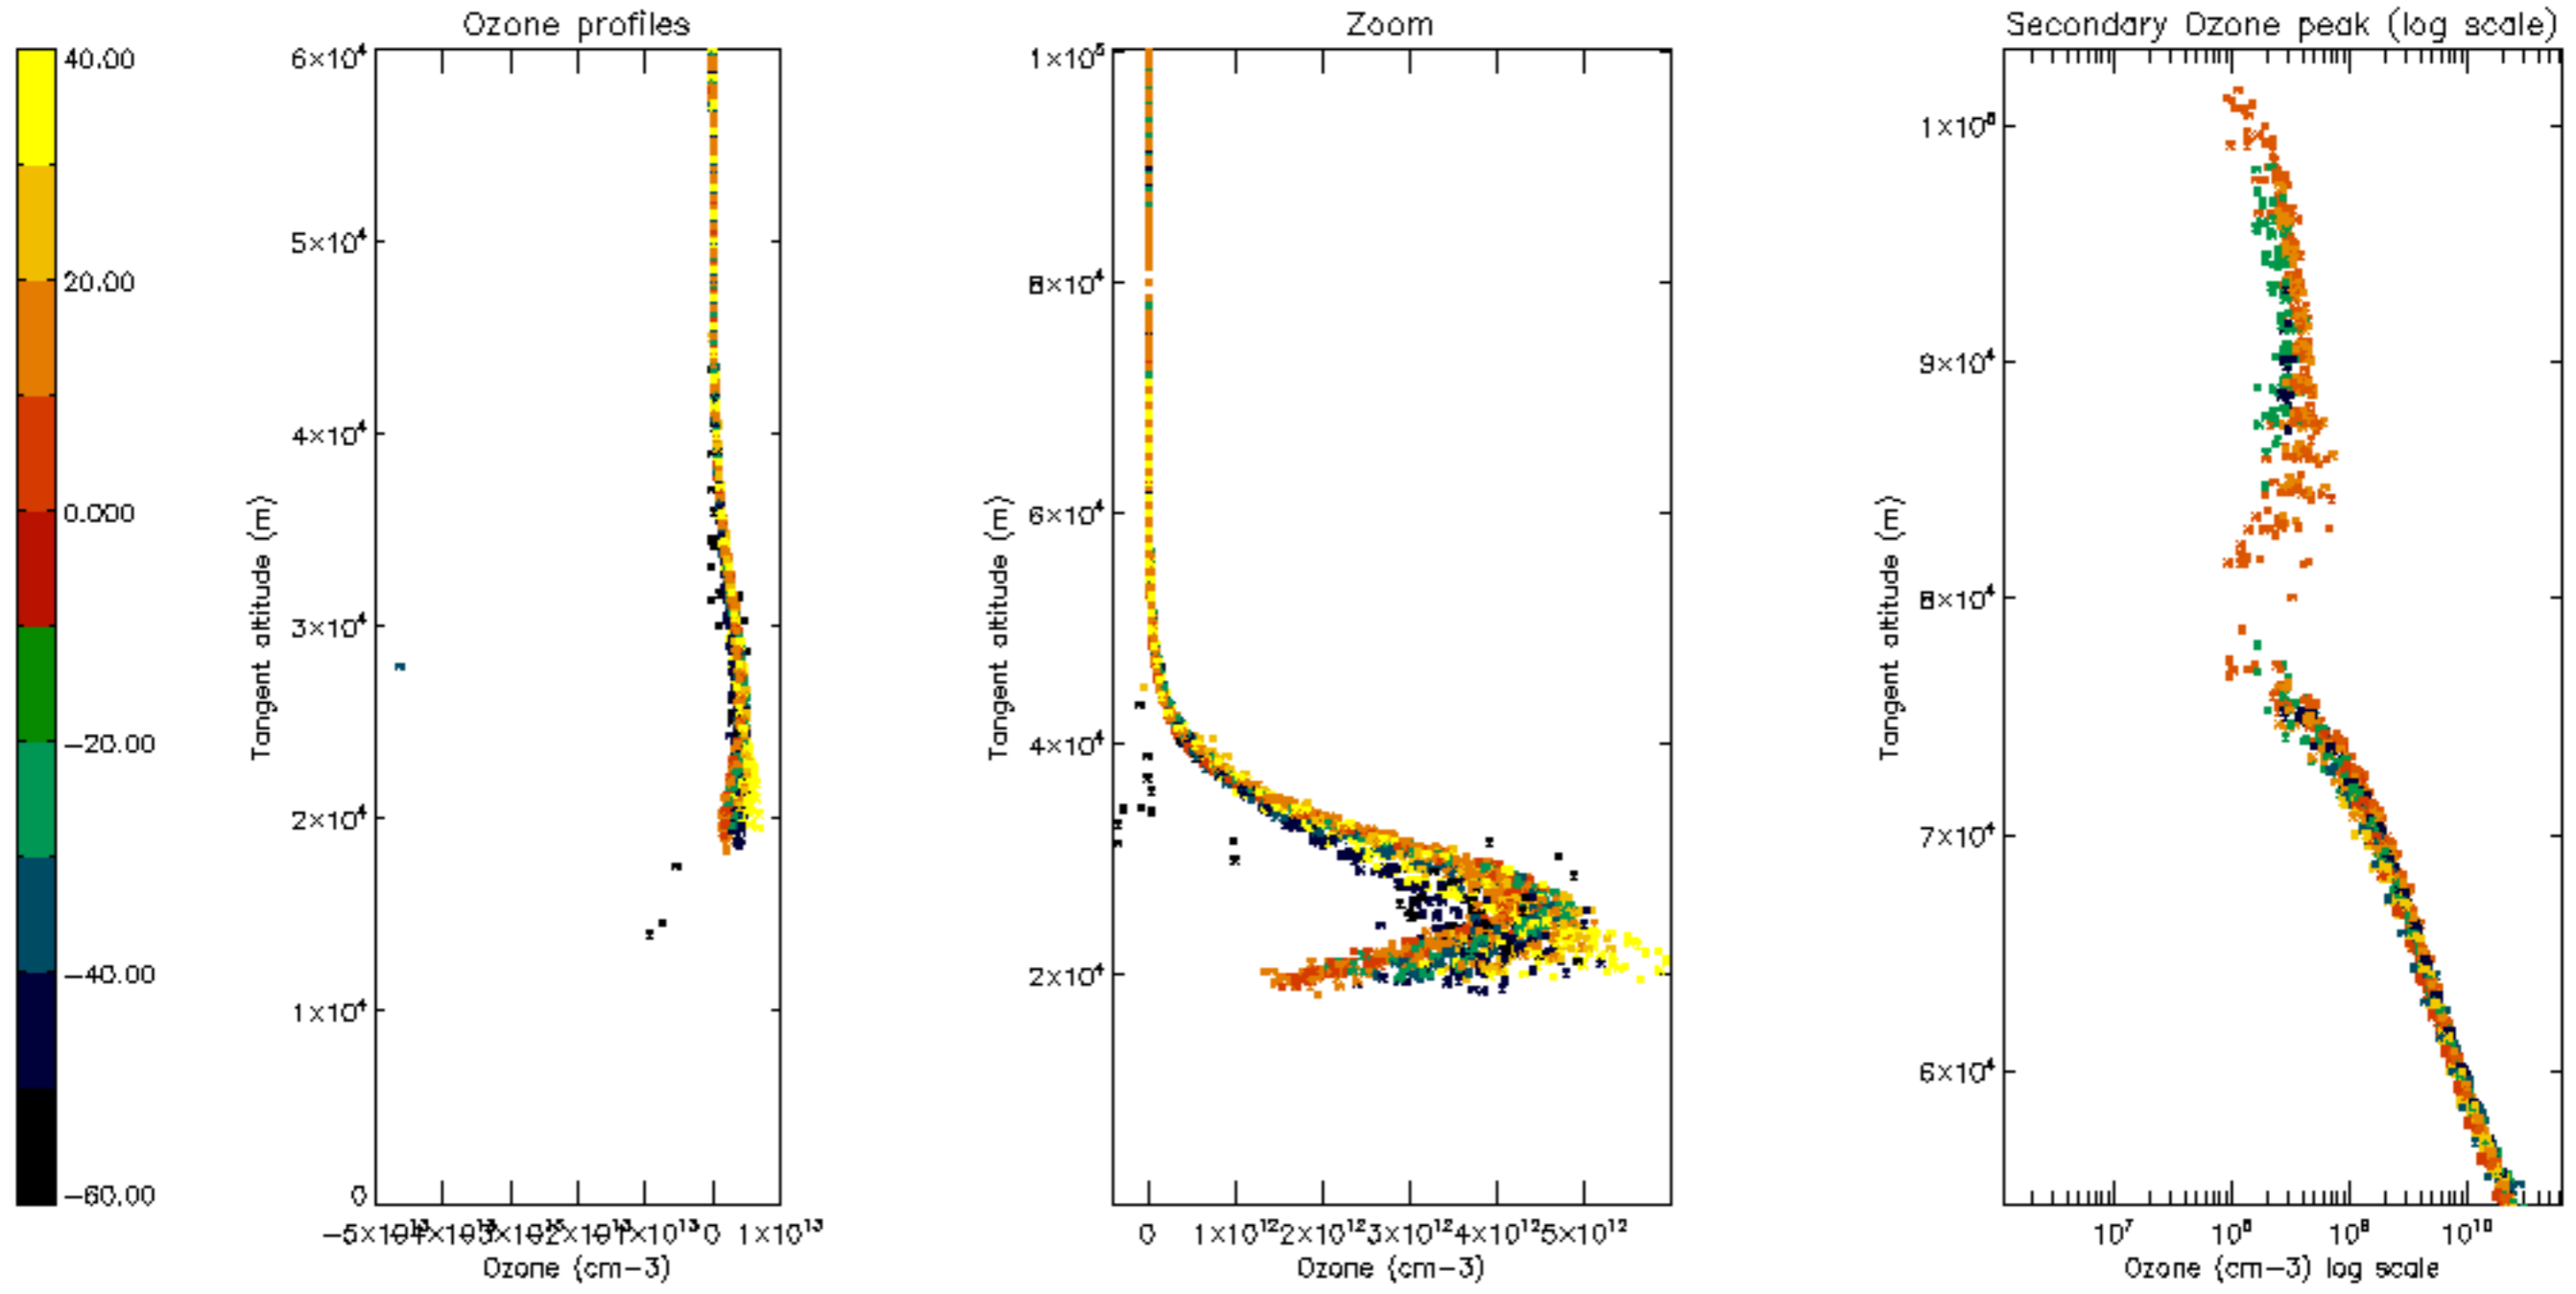 Ozone profiles
Zoom
Secondary Ozone peak (log scale)
40.00
20.00
0.000
−20.00
−40.00
−60.00
6×10⁴
5×10⁴
4×10⁴
3×10⁴
2×10⁴
1×10⁴
0
Tangent altitude (m)
0 1×10¹³
Ozone (cm−3)
1×10⁵
8×10⁴
6×10⁴
4×10⁴
2×10⁴
Tangent altitude (m)
0 1×10¹² 2×10¹² 3×10¹² 4×10¹² 5×10¹²
Ozone (cm−3)
1×10⁵
9×10⁴
8×10⁴
7×10⁴
6×10⁴
Tangent altitude (m)
10⁷ 10⁸ 10⁹ 10¹⁰
Ozone (cm−3) log scale